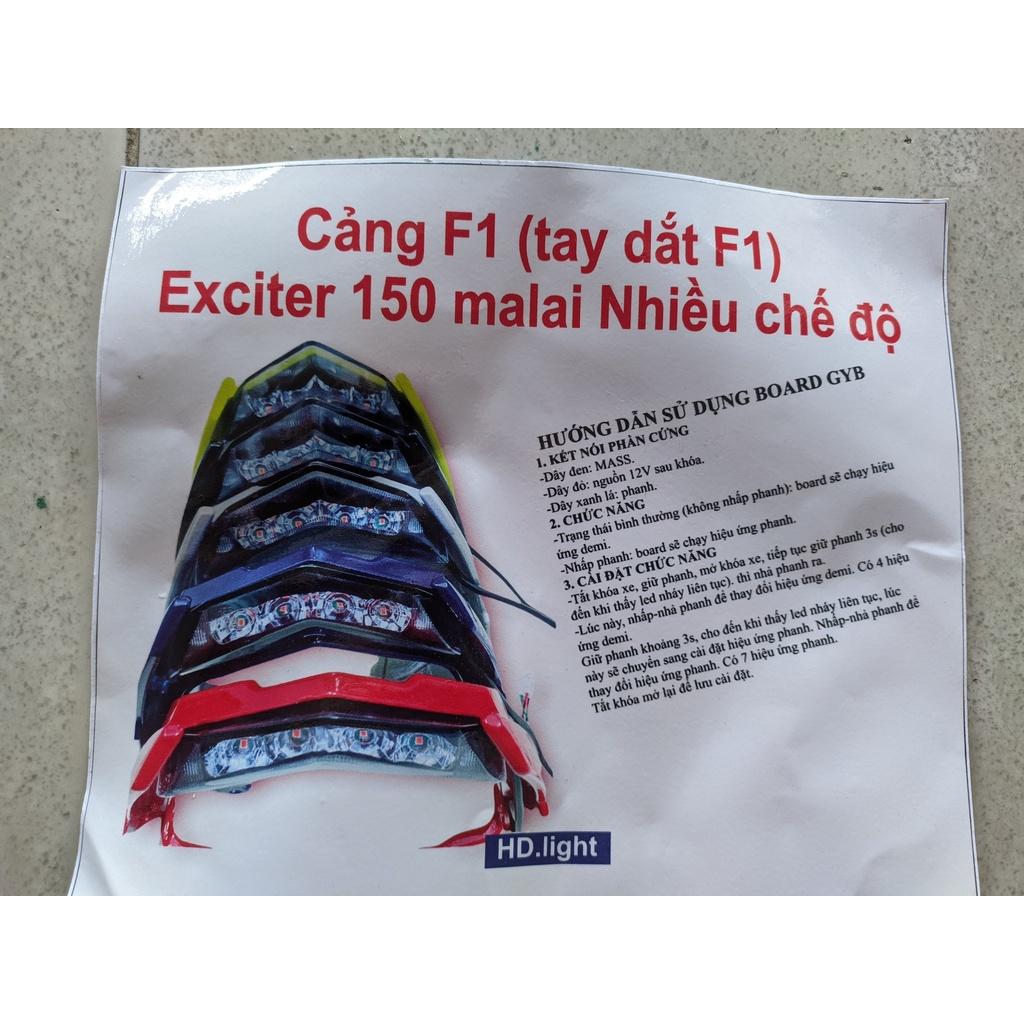 Cảng F1 (tay dắt F1)
Exciter 150 malai Nhiều chế độ
HƯỚNG DẪN SỬ DỤNG BOARD GYB
1. KẾT NỐI PHẦN CỨNG
-Dây đen: MASS.
-Dây đỏ: nguồn 12V sau khóa.
-Dây xanh lá: phanh.
2. CHỨC NĂNG
-Trạng thái bình thường (không nhấp phanh): board sẽ chạy hiệu
ứng demi.
-Nhấp phanh: board sẽ chạy hiệu ứng phanh.
3. CÀI ĐẶT CHỨC NĂNG
-Tắt khóa xe, giữ phanh, mở khóa xe, tiếp tục giữ phanh 3s (cho
đến khi thấy led nháy liên tục). thì nhả phanh ra.
-Lúc này, nhấp-nhả phanh để thay đổi hiệu ứng demi. Có 4 hiệu
ứng demi.
Giữ phanh khoảng 3s, cho đến khi thấy led nháy liên tục, lúc
này sẽ chuyển sang cài đặt hiệu ứng phanh. Nhấp-nhả phanh để
thay đổi hiệu ứng phanh. Có 7 hiệu ứng phanh.
Tắt khóa mở lại để lưu cài đặt.
HD.light